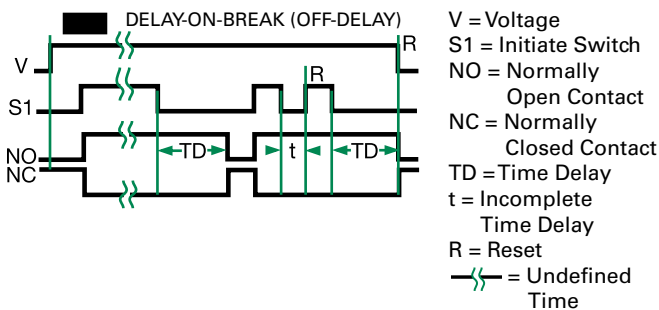 DELAY-ON-BREAK (OFF-DELAY)
R
V
R
S1
NO
NC
TD
t
TD
V = Voltage
S1 = Initiate Switch
NO = Normally
Open Contact
NC = Normally
Closed Contact
TD = Time Delay
t = Incomplete
Time Delay
R = Reset
= Undefined
Time